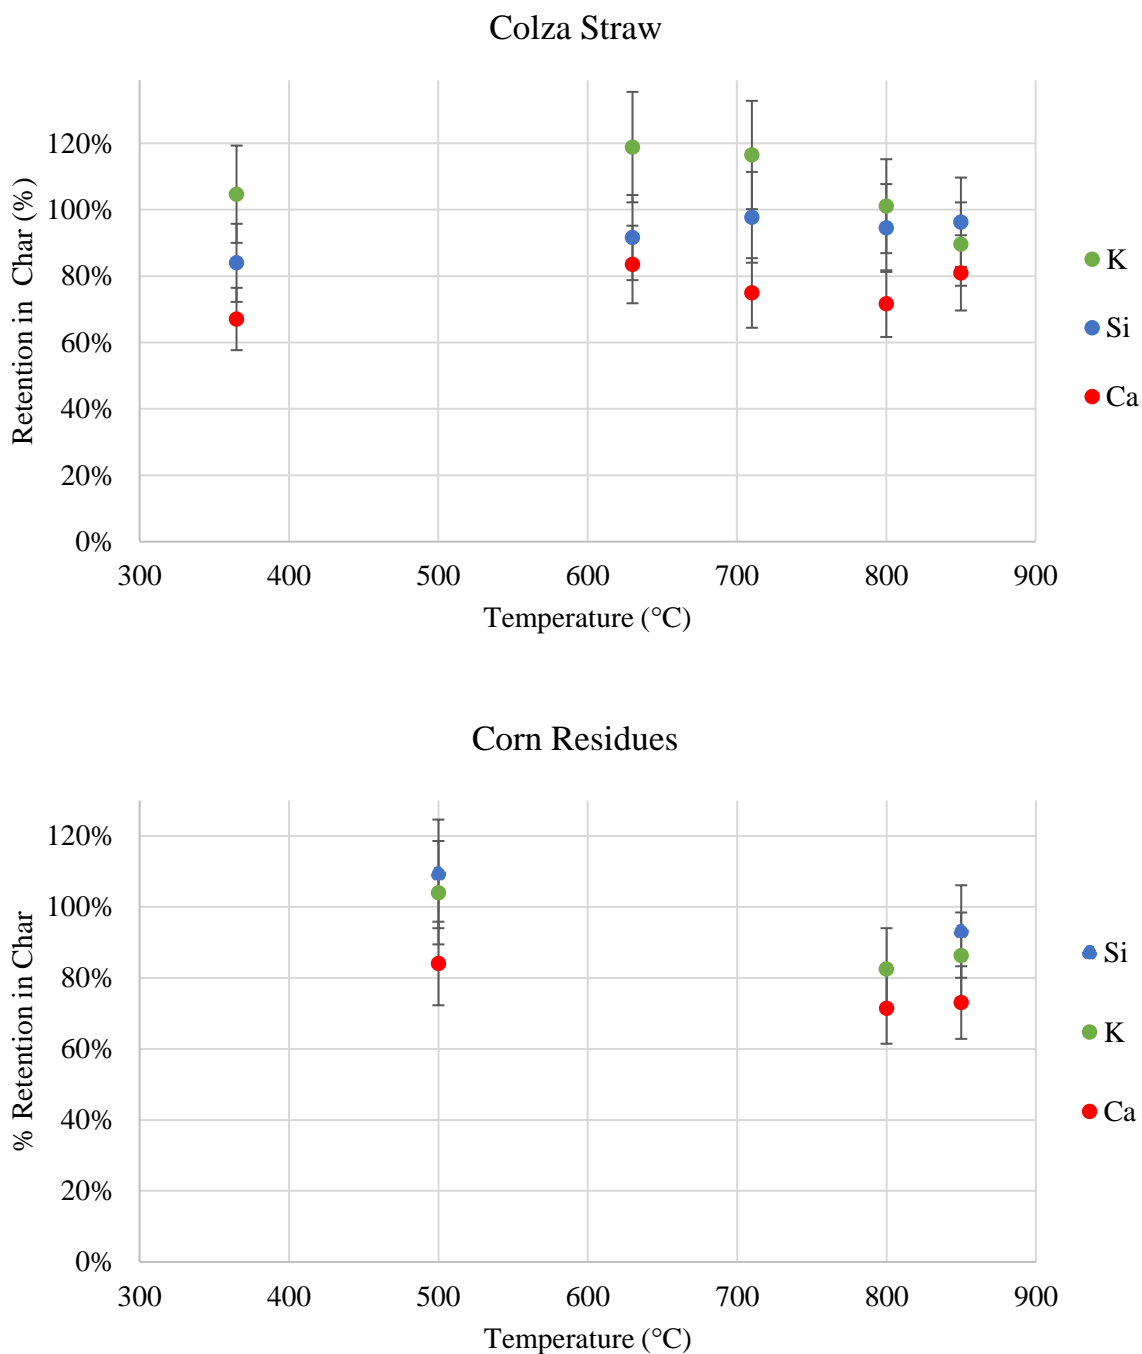 Colza Straw
Retention in Char (%)
120%
100%
80%
60%
40%
20%
0%
300 400 500 600 700 800 900
Temperature (°C)
K
Si
Ca
Corn Residues
% Retention in Char
120%
100%
80%
60%
40%
20%
0%
300 400 500 600 700 800 900
Temperature (°C)
Si
K
Ca